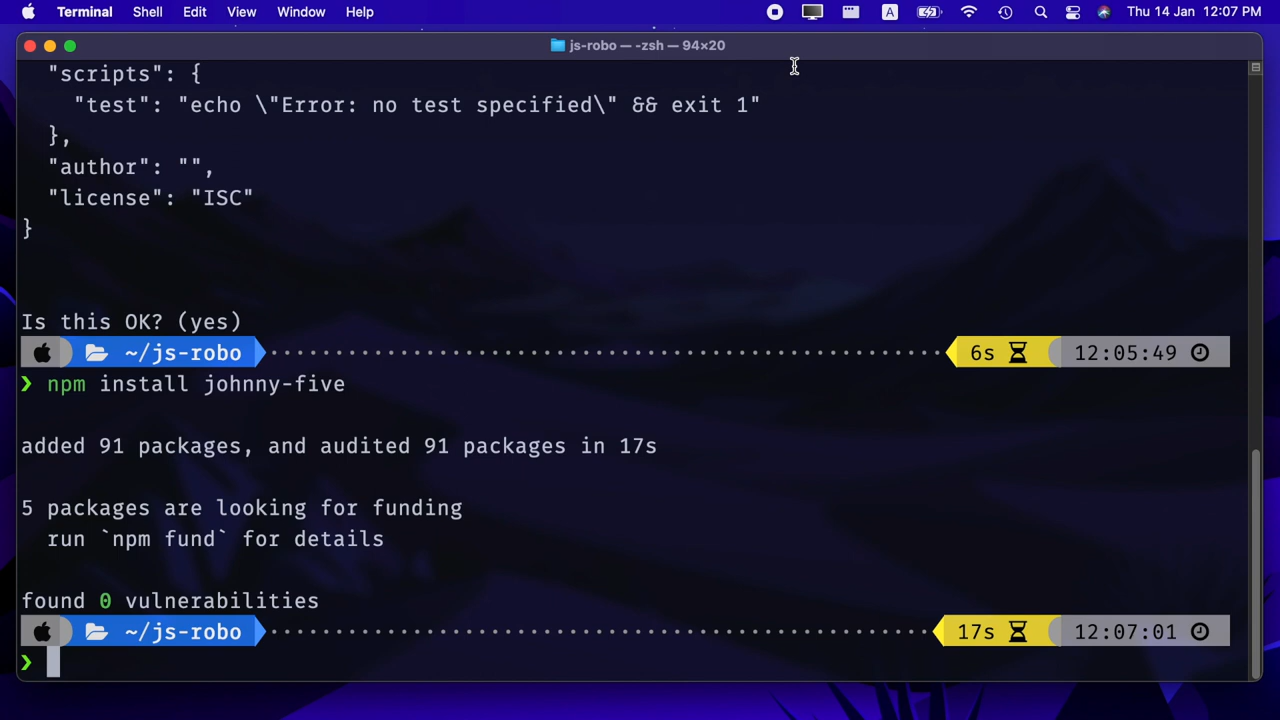 Terminal Shell Edit View Window Help A Thu 14 Jan 12:07 PM
js-robo — -zsh — 94×20
"scripts": {
"test": "echo \"Error: no test specified\" && exit 1"
},
"author": "",
"license": "ISC"
}
Is this OK? (yes)
~/js-robo 6s 12:05:49
❯ npm install johnny-five
added 91 packages, and audited 91 packages in 17s
5 packages are looking for funding
run `npm fund` for details
found 0 vulnerabilities
~/js-robo 17s 12:07:01
❯